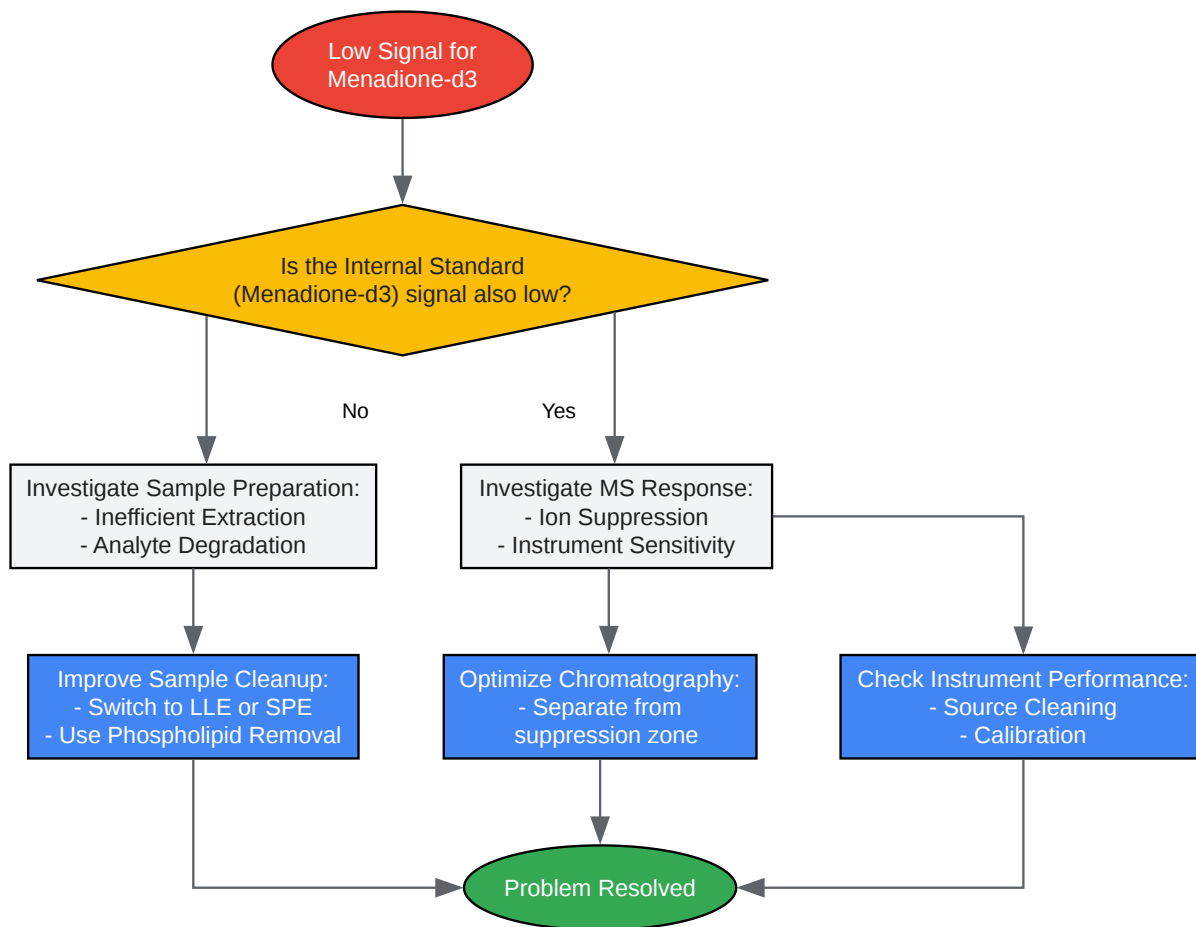 Low Signal for
Menadione-d3
Is the Internal Standard
(Menadione-d3) signal also low?
No
Yes
Investigate Sample Preparation:
- Inefficient Extraction
- Analyte Degradation
Investigate MS Response:
- Ion Suppression
- Instrument Sensitivity
Improve Sample Cleanup:
- Switch to LLE or SPE
- Use Phospholipid Removal
Optimize Chromatography:
- Separate from
suppression zone
Check Instrument Performance:
- Source Cleaning
- Calibration
Problem Resolved